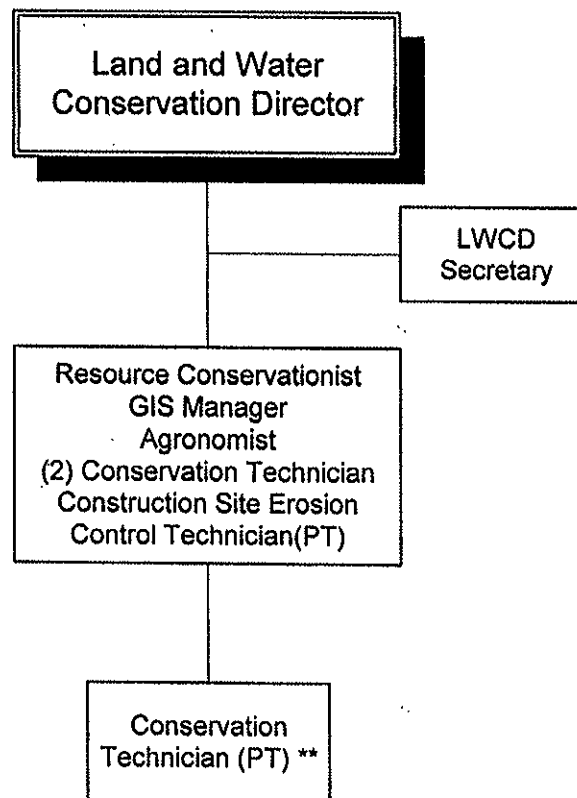 Land and Water
Conservation Director
LWCD
Secretary
Resource Conservationist
GIS Manager
Agronomist
(2) Conservation Technician
Construction Site Erosion
Control Technician(PT)
Conservation
Technician (PT) **